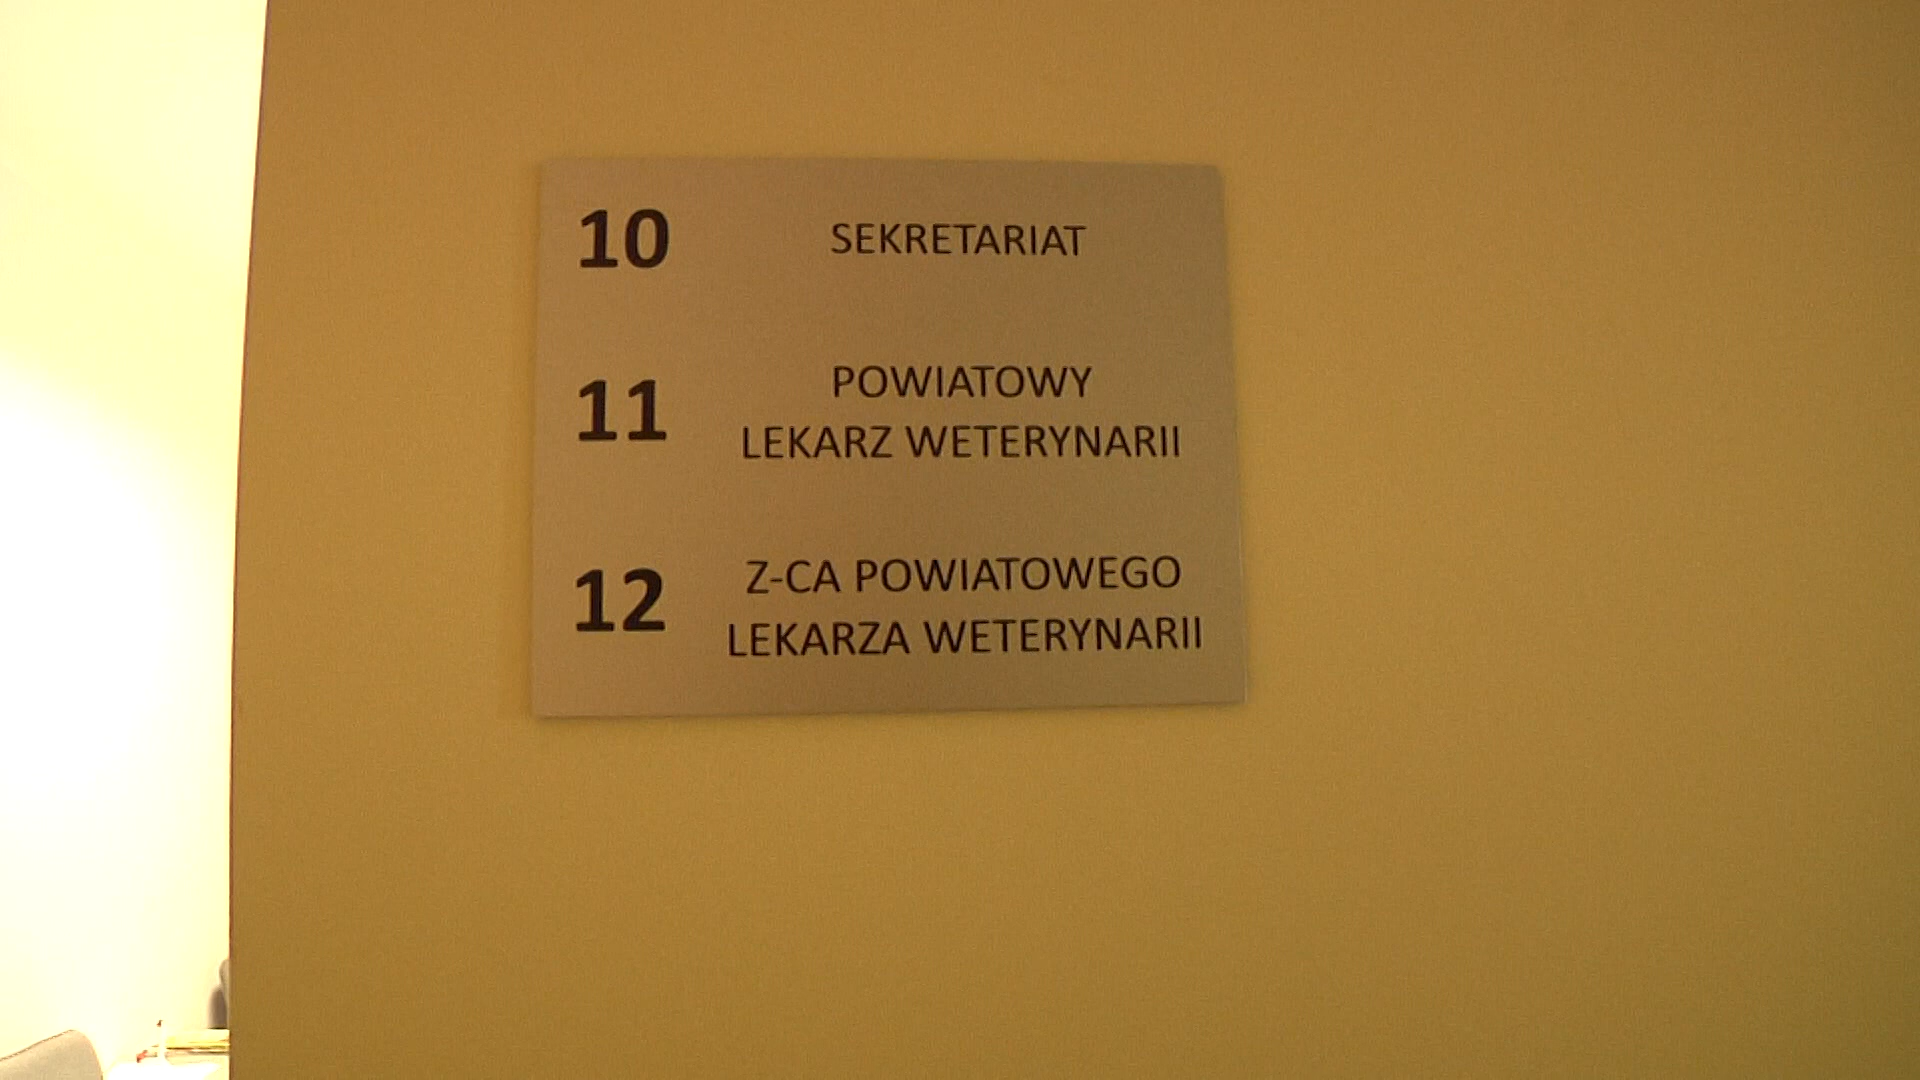 10 SEKRETARIAT
11 POWIATOWY
LEKARZ WETERYNARII
12 Z-CA POWIATOWEGO
LEKARZA WETERYNARII